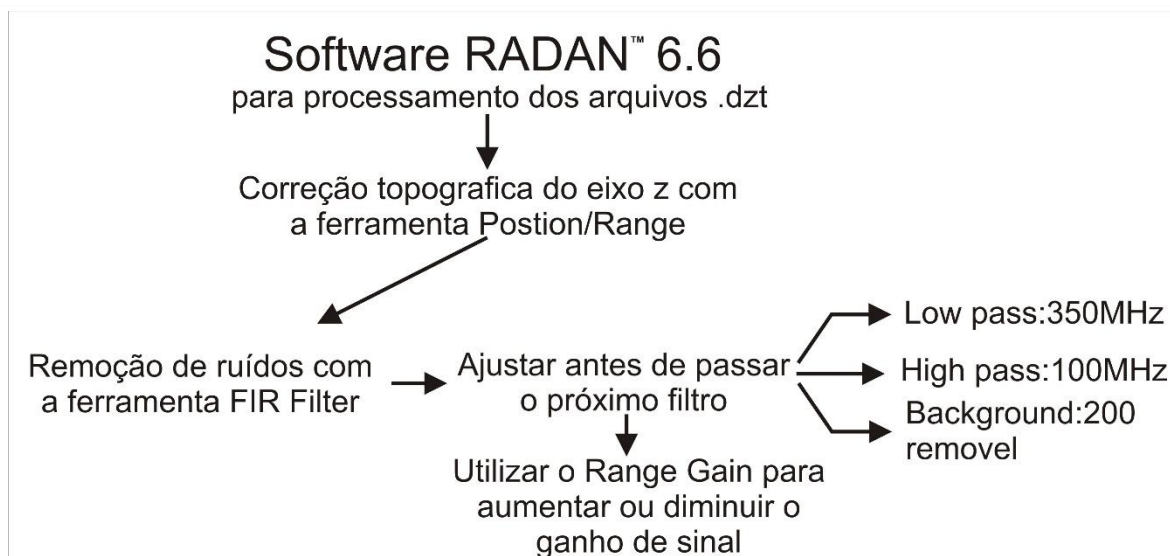 Software RADAN™ 6.6
para processamento dos arquivos .dzt
Correção topografica do eixo z com
a ferramenta Postion/Range
Remoção de ruídos com
a ferramenta FIR Filter
Ajustar antes de passar
o próximo filtro
Low pass:350MHz
High pass:100MHz
Background:200
removel
Utilizar o Range Gain para
aumentar ou diminuir o
ganho de sinal